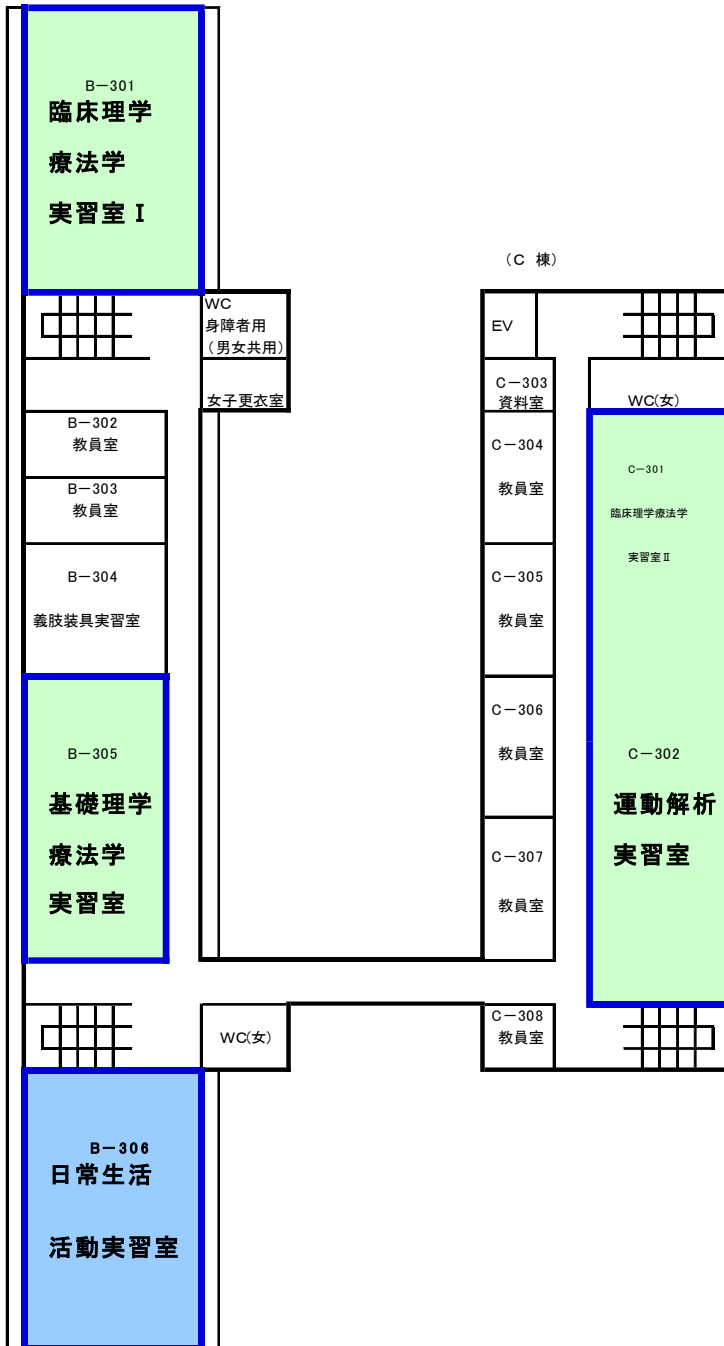 B－301
臨床理学
療法学
実習室Ⅰ
（C 棟）
WC
身障者用
（男女共用）
女子更衣室
EV
C－303
資料室
WC(女)
B－302
教員室
B－303
教員室
B－304
義肢装具実習室
C－304
教員室
C－305
教員室
C－306
教員室
C－307
教員室
C－301
臨床理学療法学
実習室Ⅱ
B－305
基礎理学
療法学
実習室
C－302
運動解析
実習室
WC(女)
C－308
教員室
B－306
日常生活
活動実習室